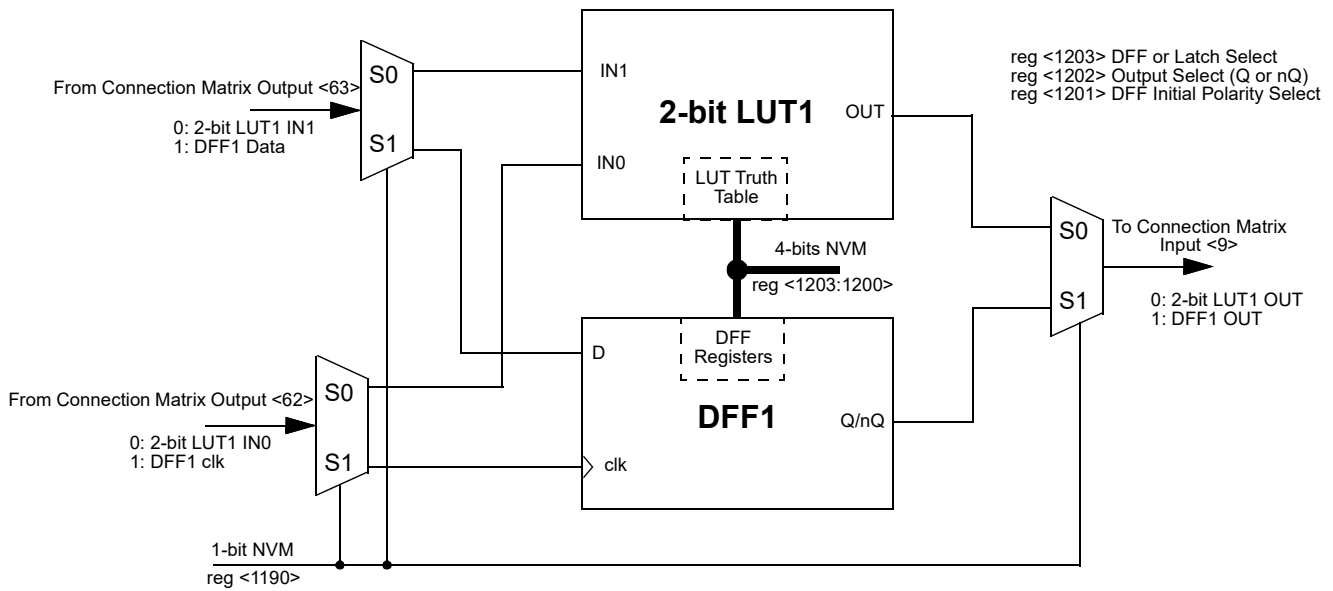 reg <1203> DFF or Latch Select
reg <1202> Output Select (Q or nQ)
reg <1201> DFF Initial Polarity Select
From Connection Matrix Output <63>
0: 2-bit LUT1 IN1
1: DFF1 Data
S0
S1
IN1
IN0
2-bit LUT1
OUT
LUT Truth
Table
4-bits NVM
reg <1203:1200>
S0
S1
To Connection Matrix
Input <9>
0: 2-bit LUT1 OUT
1: DFF1 OUT
DFF
Registers
D
DFF1
Q/nQ
clk
From Connection Matrix Output <62>
0: 2-bit LUT1 IN0
1: DFF1 clk
S0
S1
1-bit NVM
reg <1190>